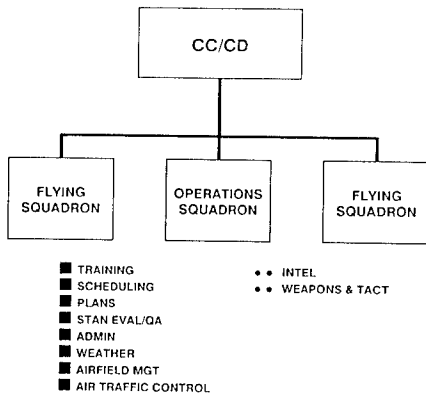 CC/CD
FLYING
SQUADRON
OPERATIONS
SQUADRON
FLYING
SQUADRON
TRAINING
SCHEDULING
PLANS
STAN EVAL/QA
ADMIN
WEATHER
AIRFIELD MGT
AIR TRAFFIC CONTROL
INTEL
WEAPONS & TACT